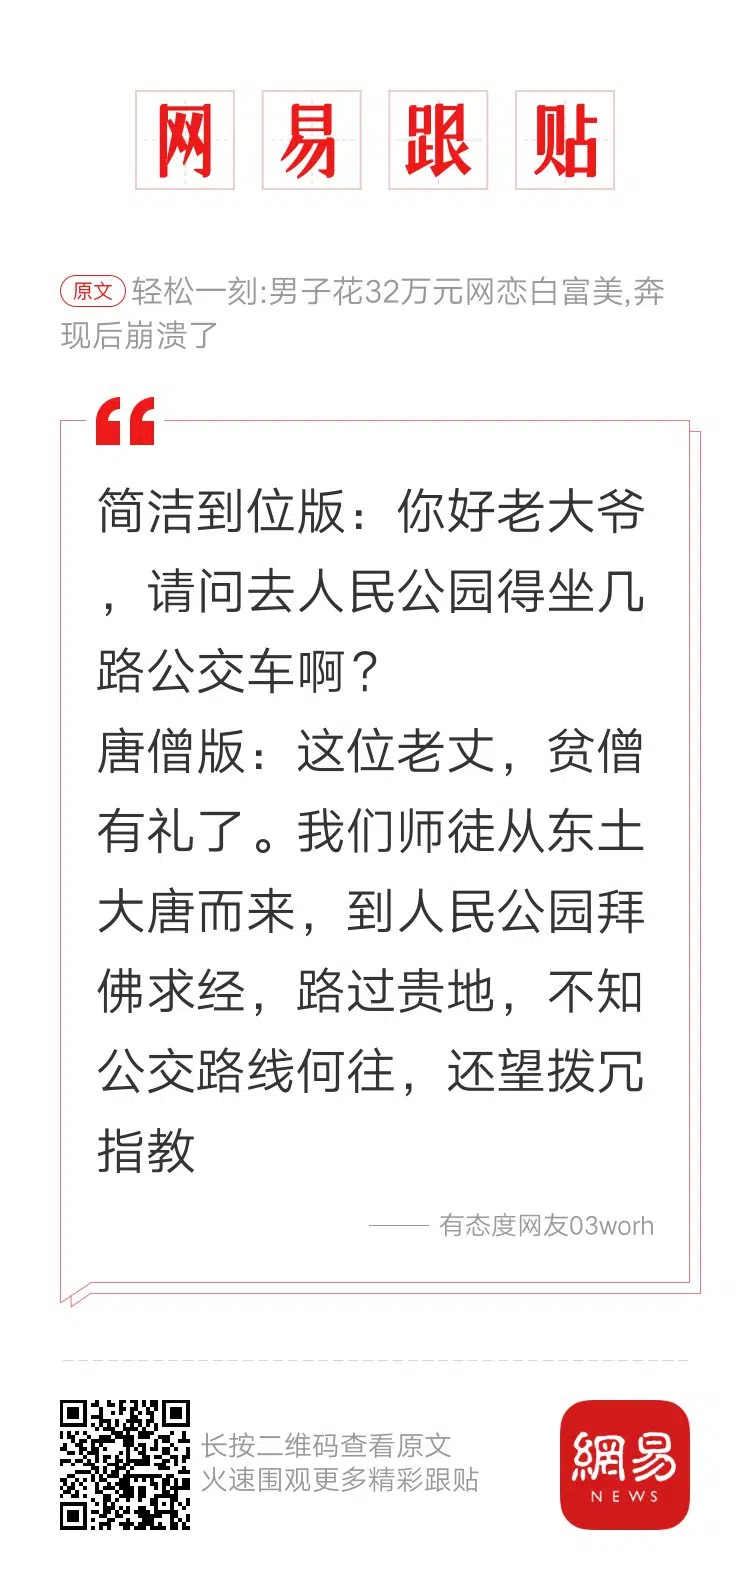 网易跟贴
原文 轻松一刻:男子花32万元网恋白富美,奔
现后崩溃了
简洁到位版：你好老大爷
，请问去人民公园得坐几
路公交车啊？
唐僧版：这位老丈，贫僧
有礼了。我们师徒从东土
大唐而来，到人民公园拜
佛求经，路过贵地，不知
公交路线何往，还望拨冗
指教
—— 有态度网友03worh
长按二维码查看原文
火速围观更多精彩跟贴
網易
NEWS